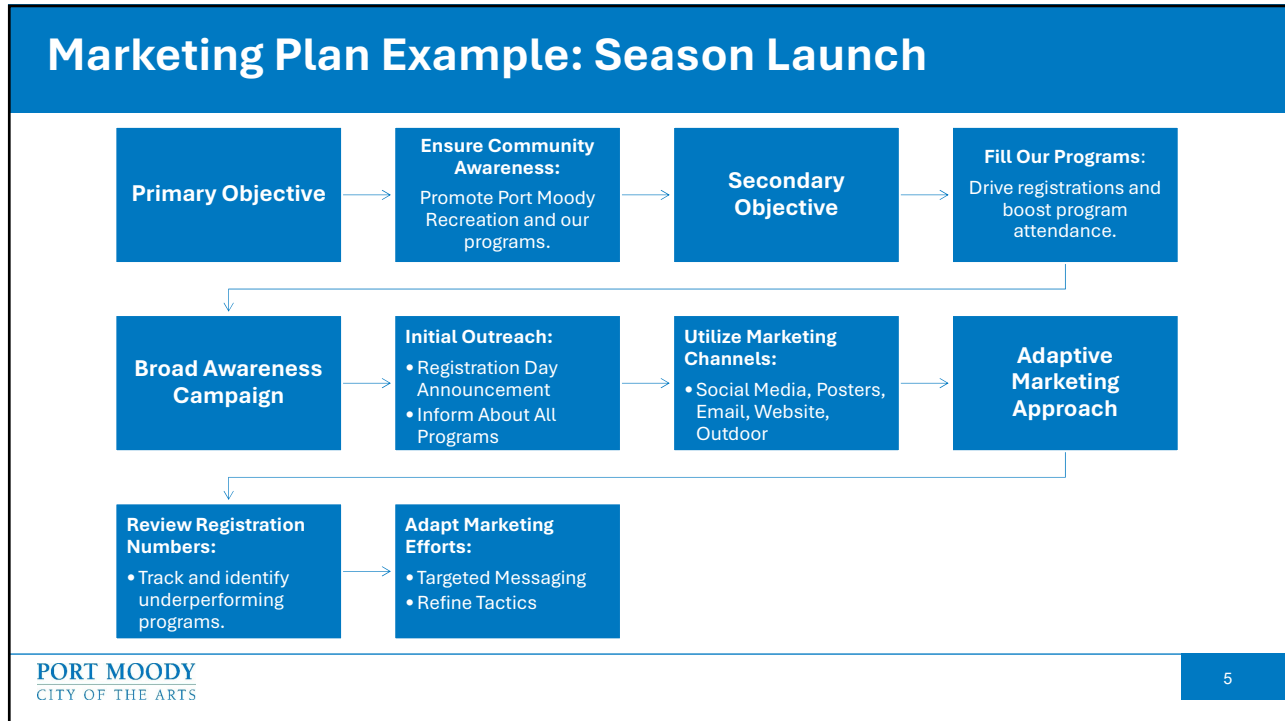 Marketing Plan Example: Season Launch
Primary Objective
Ensure Community
Awareness:
Promote Port Moody
Recreation and our
programs.
Secondary
Objective
Fill Our Programs:
Drive registrations and
boost program
attendance.
Broad Awareness
Campaign
Initial Outreach:
• Registration Day
Announcement
• Inform About All
Programs
Utilize Marketing
Channels:
• Social Media, Posters,
Email, Website,
Outdoor
Adaptive
Marketing
Approach
Review Registration
Numbers:
• Track and identify
underperforming
programs.
Adapt Marketing
Efforts:
• Targeted Messaging
• Refine Tactics
PORT MOODY
CITY OF THE ARTS
5